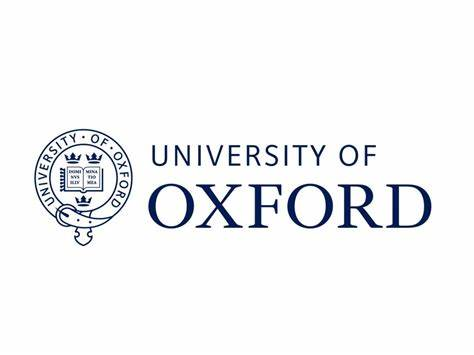 UNIVERSITY · OF · OXFORD
DOMI MINA
NVS TIO
ILLV MEA
UNIVERSITY OF
OXFORD